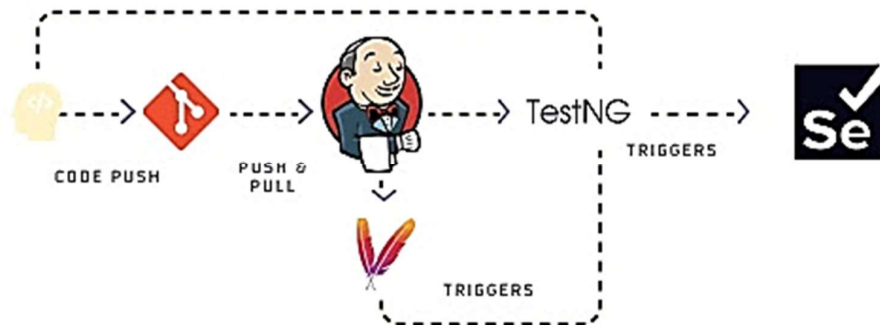 </>
TestNG
Se
CODE PUSH
PUSH &
PULL
TRIGGERS
TRIGGERS